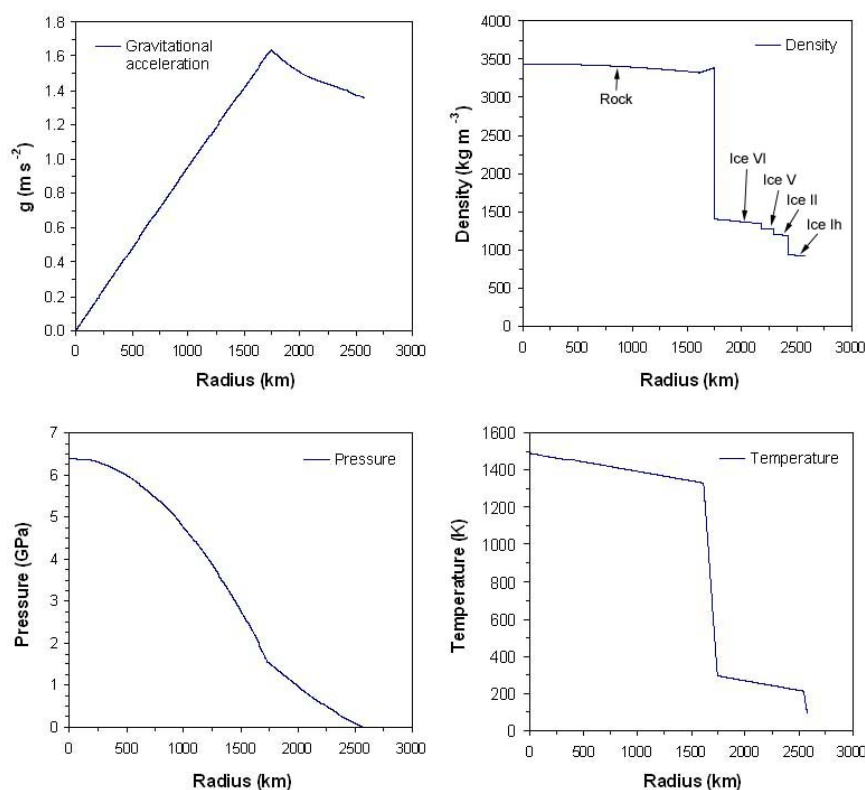 1.8
1.6
1.4
1.2
1.0
0.8
0.6
0.4
0.2
0.0
g (m s -2)
Gravitational
acceleration
0 500 1000 1500 2000 2500 3000
Radius (km)
4000
3500
3000
2500
2000
1500
1000
500
0
Density (kg m -3)
Density
Rock
Ice VI
Ice V
Ice II
Ice Ih
0 500 1000 1500 2000 2500 3000
Radius (km)
7
6
5
4
3
2
1
0
Pressure (GPa)
Pressure
0 500 1000 1500 2000 2500 3000
Radius (km)
1600
1400
1200
1000
800
600
400
200
0
Temperature (K)
Temperature
0 500 1000 1500 2000 2500 3000
Radius (km)